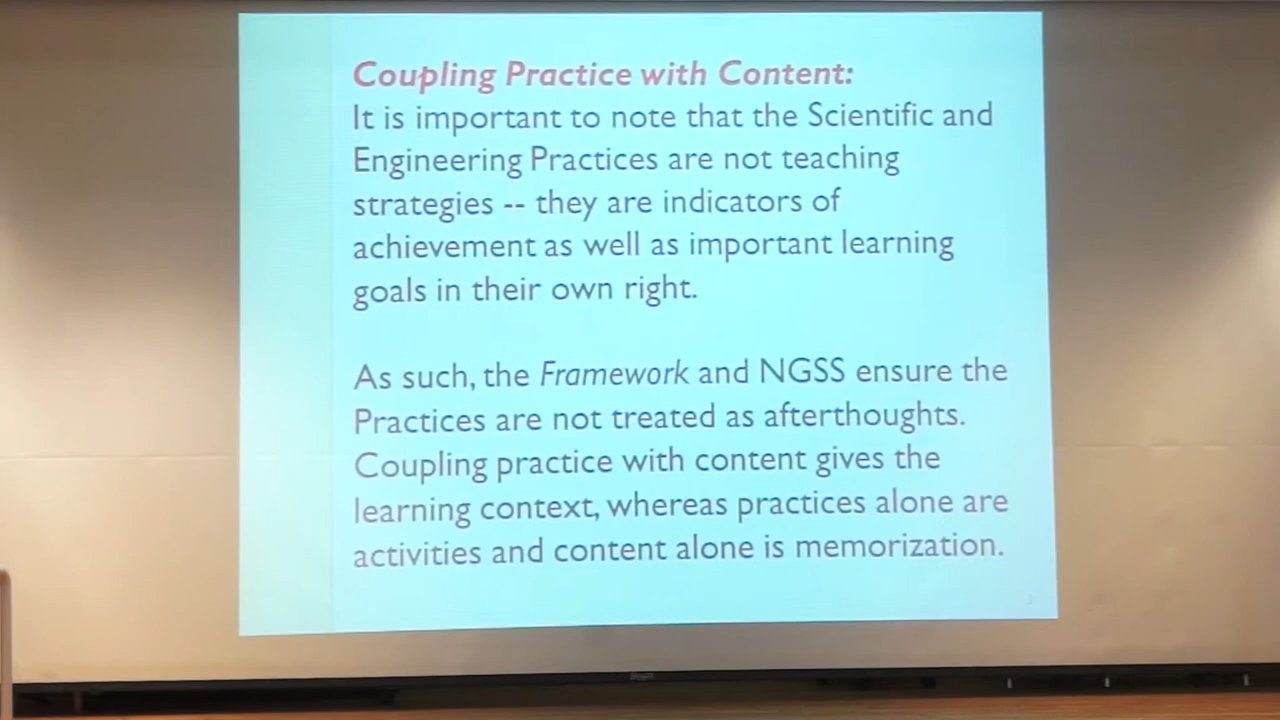 Coupling Practice with Content:
It is important to note that the Scientific and
Engineering Practices are not teaching
strategies -- they are indicators of
achievement as well as important learning
goals in their own right.
As such, the Framework and NGSS ensure the
Practices are not treated as afterthoughts.
Coupling practice with content gives the
learning context, whereas practices alone are
activities and content alone is memorization.